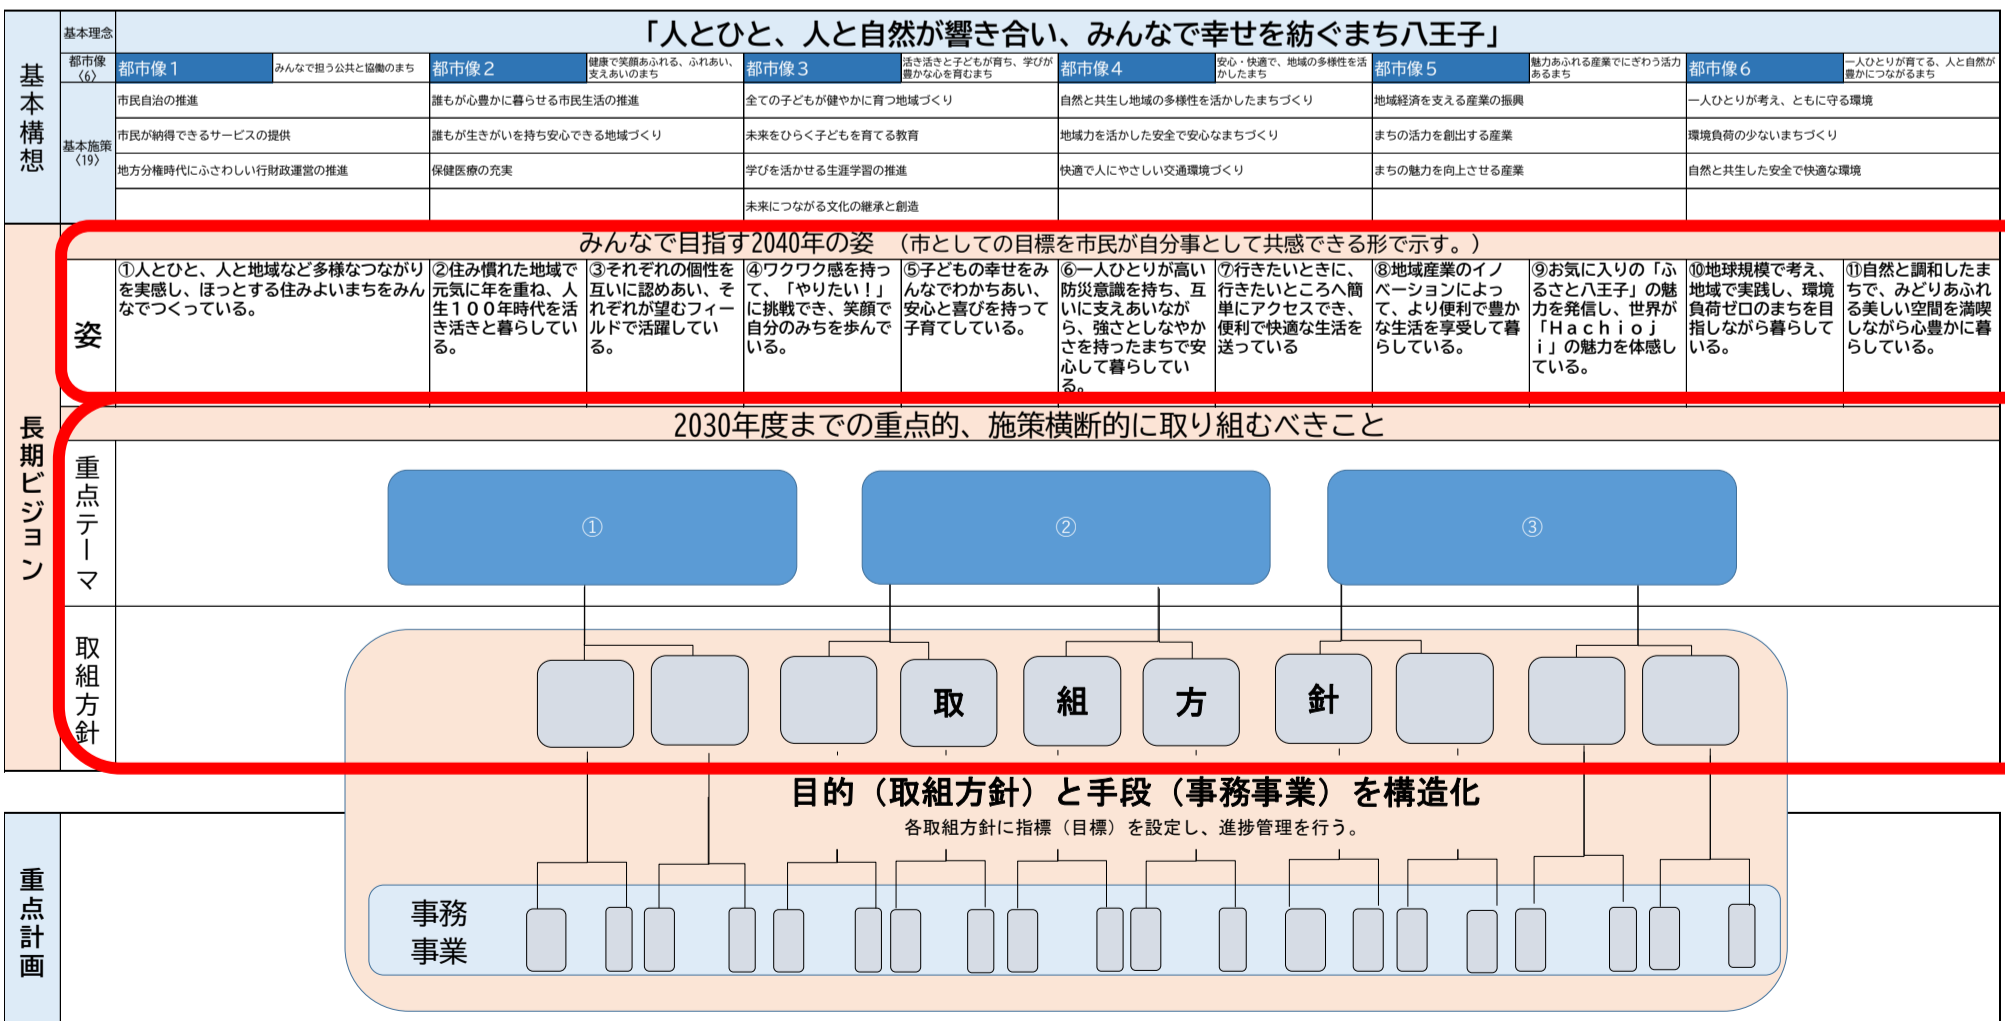 基本構想
基本理念
「人とひと、人と自然が響き合い、みんなで幸せを紡ぐまち八王子」
都市像
〈6〉
都市像1
みんなで担う公共と協働のまち
都市像2
健康で笑顔あふれる、ふれあい、
支えあいのまち
都市像3
活き活きと子どもが育ち、学びが
豊かな心を育むまち
都市像4
安心・快適で、地域の多様性を活
かしたまち
都市像5
魅力あふれる産業でにぎわう活力
あるまち
都市像6
一人ひとりが育てる、人と自然が
豊かにつながるまち
基本施策
〈19〉
市民自治の推進
誰もが心豊かに暮らせる市民生活の推進
全ての子どもが健やかに育つ地域づくり
自然と共生し地域の多様性を活かしたまちづくり
地域経済を支える産業の振興
一人ひとりが考え、ともに守る環境
市民が納得できるサービスの提供
誰もが生きがいを持ち安心できる地域づくり
未来をひらく子どもを育てる教育
地域力を活かした安全で安心なまちづくり
まちの活力を創出する産業
環境負荷の少ないまちづくり
地方分権時代にふさわしい行財政運営の推進
保健医療の充実
学びを活かせる生涯学習の推進
快適で人にやさしい交通環境づくり
まちの魅力を向上させる産業
自然と共生した安全で快適な環境
未来につながる文化の継承と創造
長期ビジョン
みんなで目指す2040年の姿 （市としての目標を市民が自分事として共感できる形で示す。）
姿
①人とひと、人と地域など多様なつながり
を実感し、ほっとする住みよいまちをみん
なでつくっている。
②住み慣れた地域で
元気に年を重ね、人
生１００年時代を活
き活きと暮らしてい
る。
③それぞれの個性を
互いに認めあい、そ
れぞれが望むフィー
ルドで活躍してい
る。
④ワクワク感を持っ
て、「やりたい！」
に挑戦でき、笑顔で
自分のみちを歩んで
いる。
⑤子どもの幸せをみ
んなでわかちあい、
安心と喜びを持って
子育てしている。
⑥一人ひとりが高い
防災意識を持ち、互
いに支えあいなが
ら、強さとしなやか
さを持ったまちで安
心して暮らしてい
る。
⑦行きたいときに、
行きたいところへ簡
単にアクセスでき、
便利で快適な生活を
送っている
⑧地域産業のイノ
ベーションによっ
て、より便利で豊か
な生活を享受して暮
らしている。
⑨お気に入りの「ふ
るさと八王子」の魅
力を発信し、世界が
「Ｈａｃｈｉｏｊ
ｉ」の魅力を体感し
ている。
⑩地球規模で考え、
地域で実践し、環境
負荷ゼロのまちを目
指しながら暮らして
いる。
⑪自然と調和したま
ちで、みどりあふれ
る美しい空間を満喫
しながら心豊かに暮
らしている。
2030年度までの重点的、施策横断的に取り組むべきこと
重点テーマ
①
②
③
取組方針
取
組
方
針
目的（取組方針）と手段（事務事業）を構造化
各取組方針に指標（目標）を設定し、進捗管理を行う。
重点計画
事務
事業